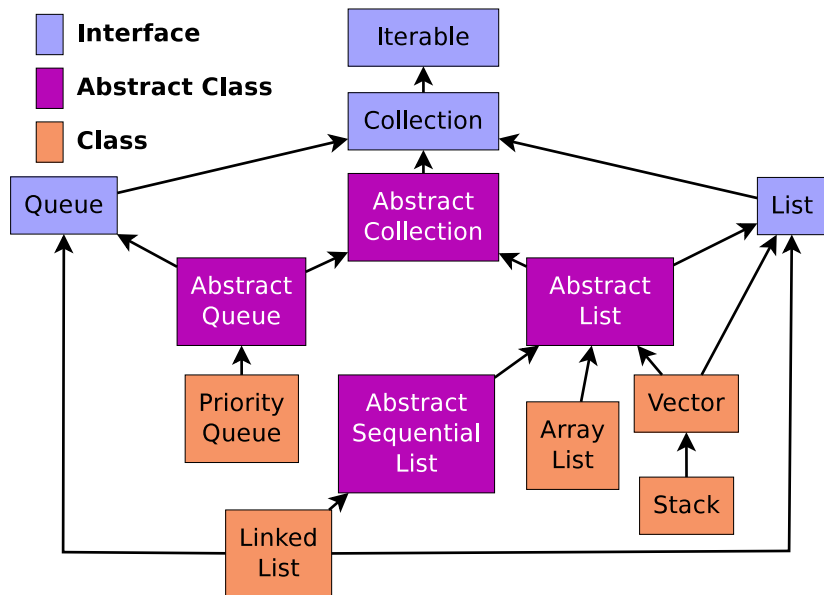 Interface
Abstract Class
Class
Iterable
Collection
Queue
Abstract
Collection
List
Abstract
Queue
Abstract
List
Priority
Queue
Abstract
Sequential
List
Array
List
Vector
Stack
Linked
List